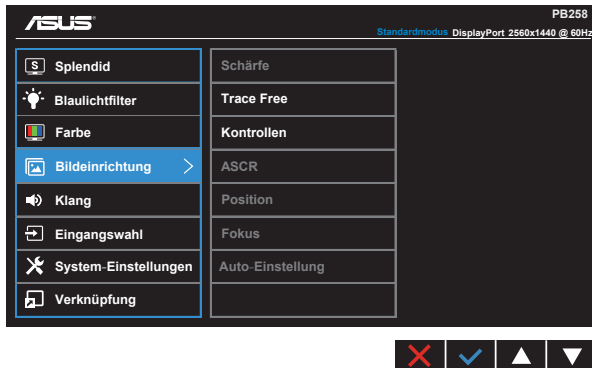 ASUS
PB258
Standardmodus DisplayPort 2560x1440 @ 60Hz
S Splendid
Blaulichtfilter
Farbe
Bildeinrichtung
Klang
Eingangswahl
System-Einstellungen
Verknüpfung
Schärfe
Trace Free
Kontrollen
ASCR
Position
Fokus
Auto-Einstellung